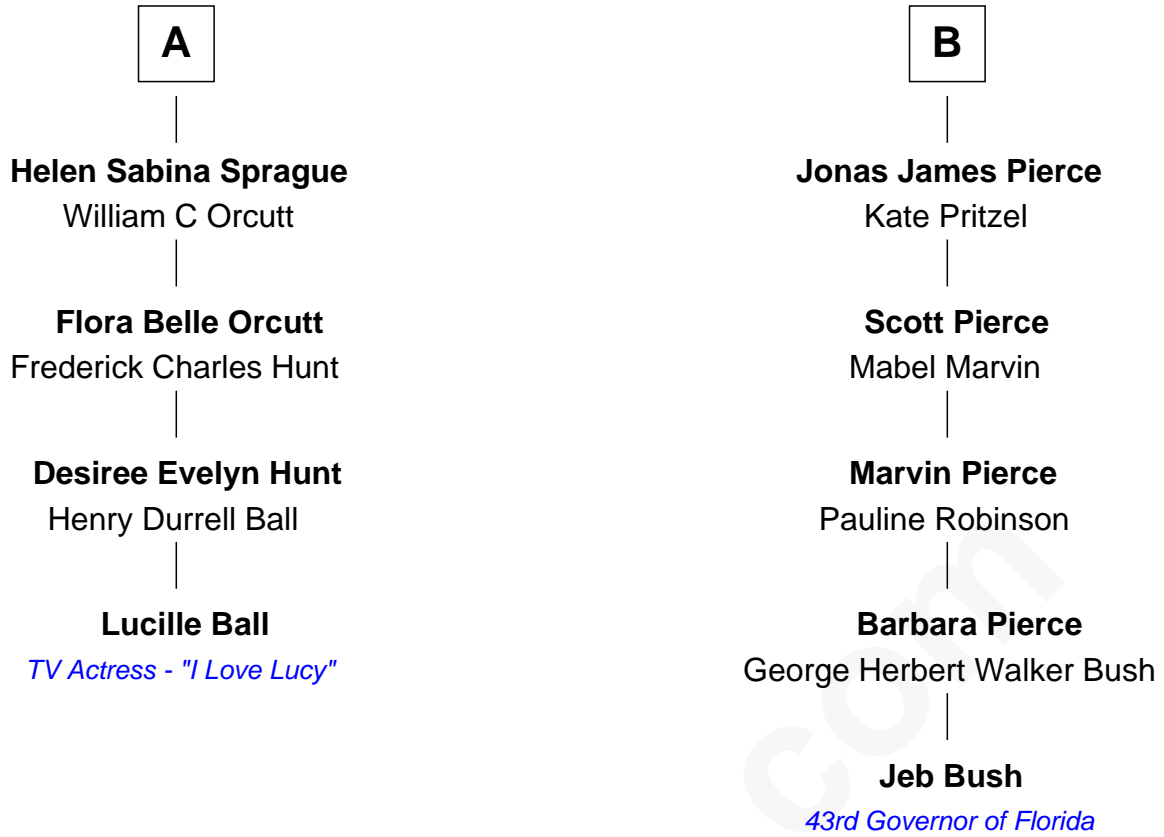 A
Helen Sabina Sprague
William C Orcutt
Flora Belle Orcutt
Frederick Charles Hunt
Desiree Evelyn Hunt
Henry Durrell Ball
Lucille Ball
TV Actress - "I Love Lucy"
B
Jonas James Pierce
Kate Pritzel
Scott Pierce
Mabel Marvin
Marvin Pierce
Pauline Robinson
Barbara Pierce
George Herbert Walker Bush
Jeb Bush
43rd Governor of Florida
com